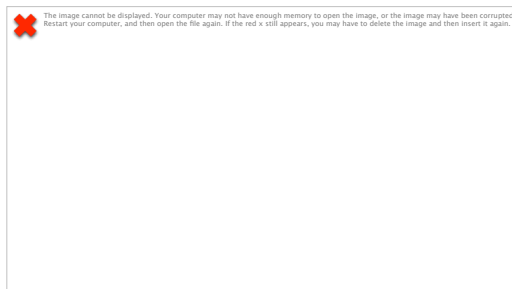 The image cannot be displayed. Your computer may not have enough memory to open the image, or the image may have been corrupted
Restart your computer, and then open the file again. If the red x still appears, you may have to delete the image and then insert it again.